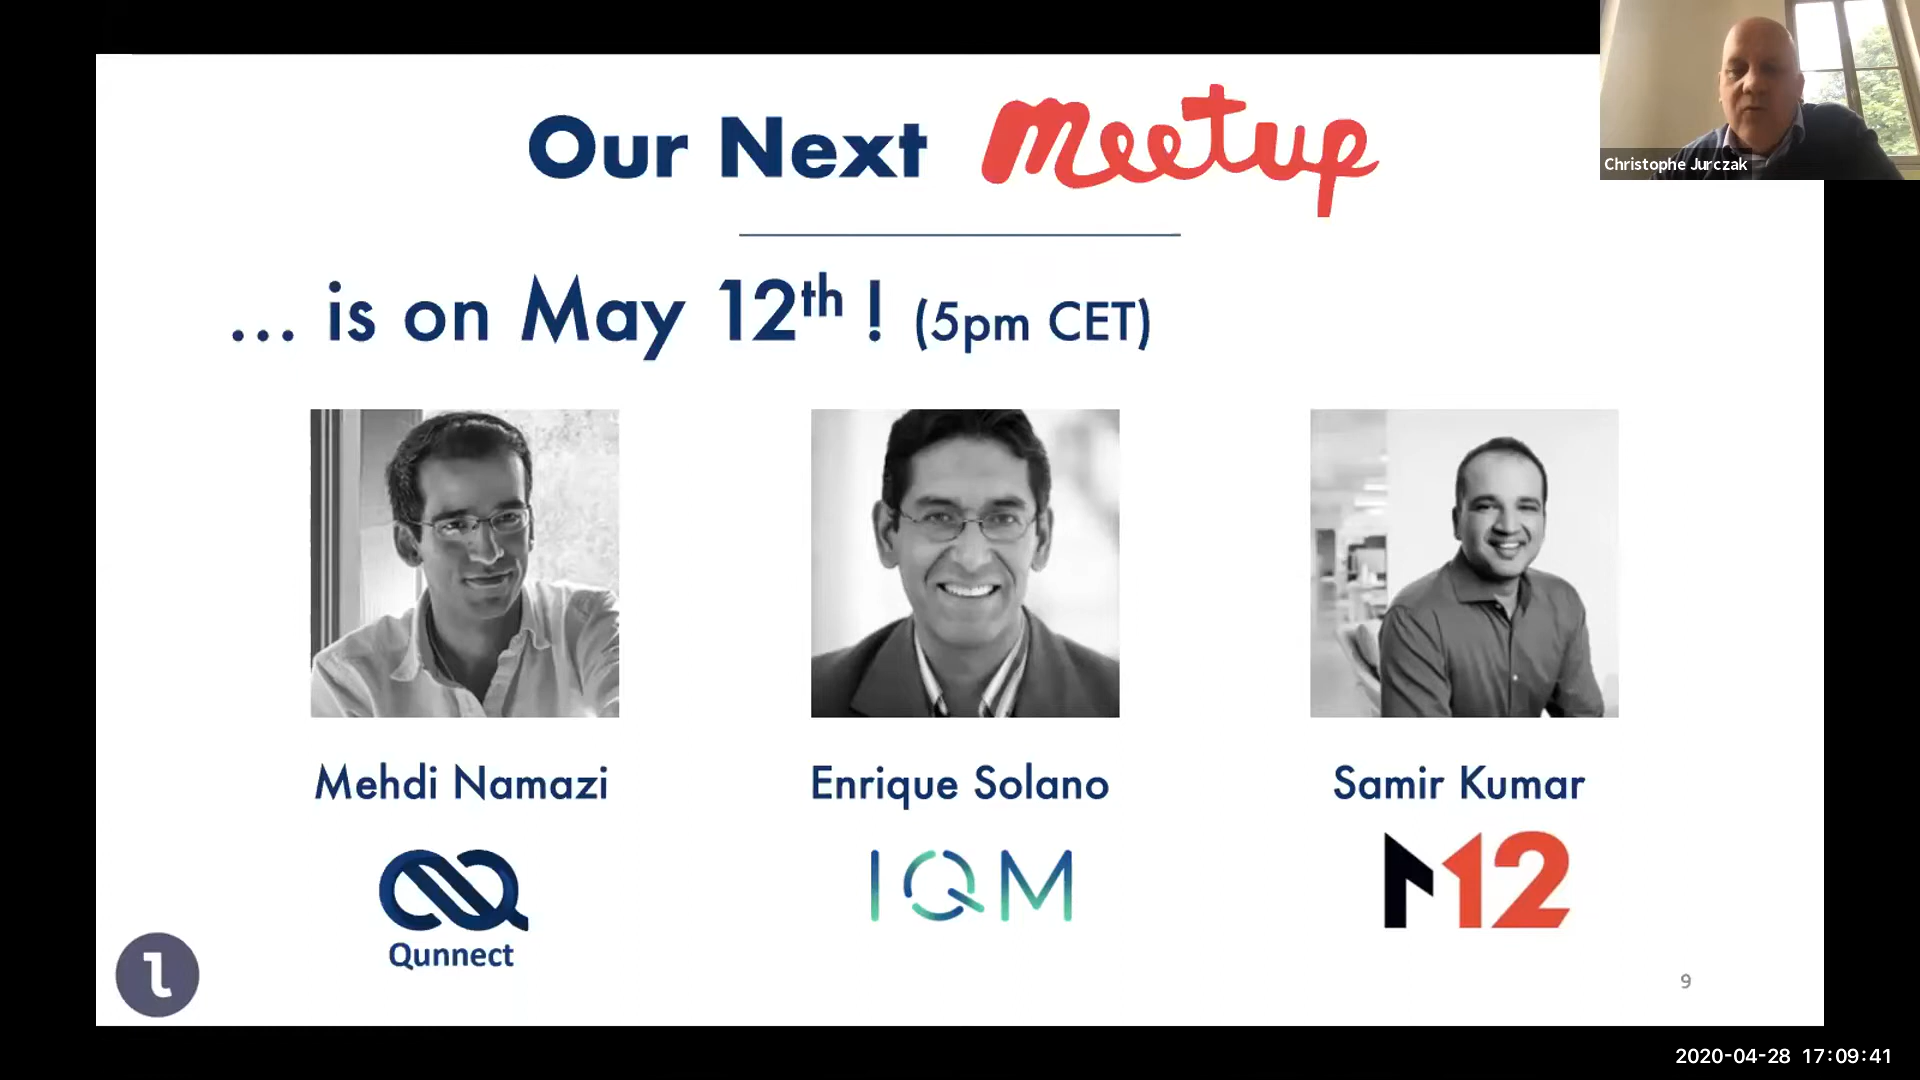 Our Next Meetup
Christophe Jurczak
... is on May 12th ! (5pm CET)
Mehdi Namazi
Enrique Solano
Samir Kumar
Qunnect
IQM
M12
9
2020-04-28 17:09:41